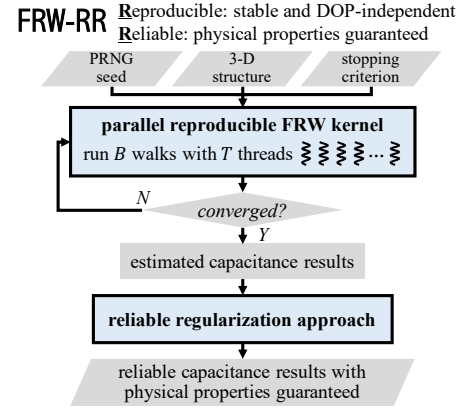 FRW-RR
Reproducible: stable and DOP-independent
Reliable: physical properties guaranteed
PRNG
seed
3-D
structure
stopping
criterion
parallel reproducible FRW kernel
run B walks with T threads ...
N
converged?
Y
estimated capacitance results
reliable regularization approach
reliable capacitance results with
physical properties guaranteed